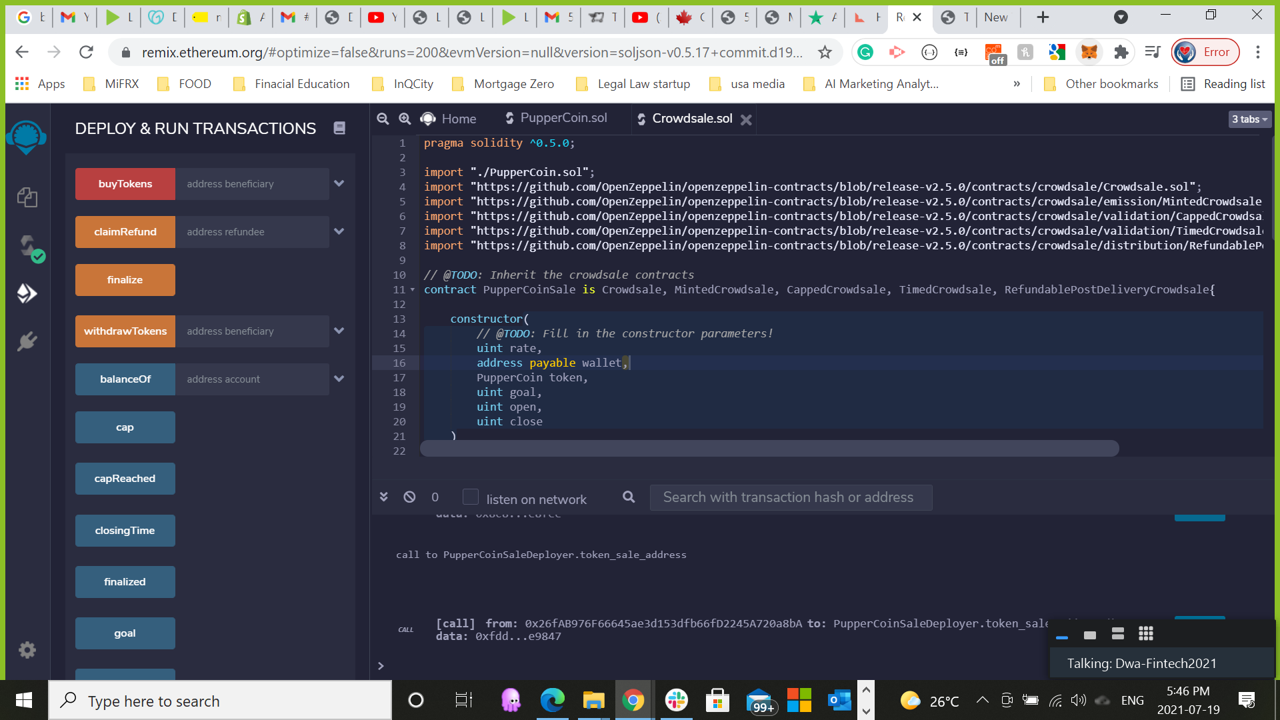 remix.ethereum.org/#optimize=false&runs=200&evmVersion=null&version=soljson-v0.5.17+commit.d19...
off
Error
Apps
MiFRX
FOOD
Finacial Education
InQCity
Mortgage Zero
Legal Law startup
usa media
AI Marketing Analyt...
»
Other bookmarks
Reading list
New
DEPLOY & RUN TRANSACTIONS
buyTokens
address beneficiary
claimRefund
address refundee
finalize
withdrawTokens
address beneficiary
balanceOf
address account
cap
capReached
closingTime
finalized
goal
Home
PupperCoin.sol
Crowdsale.sol
3 tabs
1 pragma solidity ^0.5.0;
2
3 import "./PupperCoin.sol";
4 import "https://github.com/OpenZeppelin/openzeppelin-contracts/blob/release-v2.5.0/contracts/crowdsale/Crowdsale.sol";
5 import "https://github.com/OpenZeppelin/openzeppelin-contracts/blob/release-v2.5.0/contracts/crowdsale/emission/MintedCrowdsale
6 import "https://github.com/OpenZeppelin/openzeppelin-contracts/blob/release-v2.5.0/contracts/crowdsale/validation/CappedCrowdsa
7 import "https://github.com/OpenZeppelin/openzeppelin-contracts/blob/release-v2.5.0/contracts/crowdsale/validation/TimedCrowdsa
8 import "https://github.com/OpenZeppelin/openzeppelin-contracts/blob/release-v2.5.0/contracts/crowdsale/distribution/RefundablePo
9
10 // @TODO: Inherit the crowdsale contracts
11 contract PupperCoinSale is Crowdsale, MintedCrowdsale, CappedCrowdsale, TimedCrowdsale, RefundablePostDeliveryCrowdsale{
12
13 constructor(
14 // @TODO: Fill in the constructor parameters!
15 uint rate,
16 address payable wallet,
17 PupperCoin token,
18 uint goal,
19 uint open,
20 uint close
21 )
22
0
listen on network
Search with transaction hash or address
call to PupperCoinSaleDeployer.token_sale_address
CALL
[call] from: 0x26fAB976F66645ae3d153dfb66fD2245A720a8bA to: PupperCoinSaleDeployer.token_sale
data: 0xfdd...e9847
>
Talking: Dwa-Fintech2021
Type here to search
99+
26°C
ENG
5:46 PM
2021-07-19